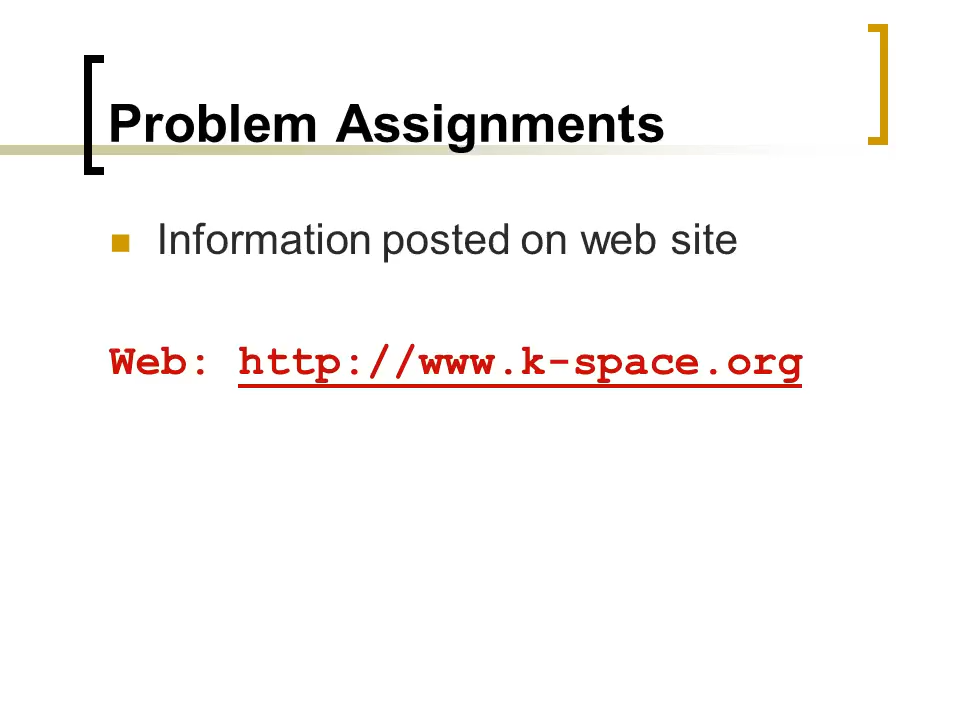 Problem Assignments
Information posted on web site
Web: http://www.k-space.org